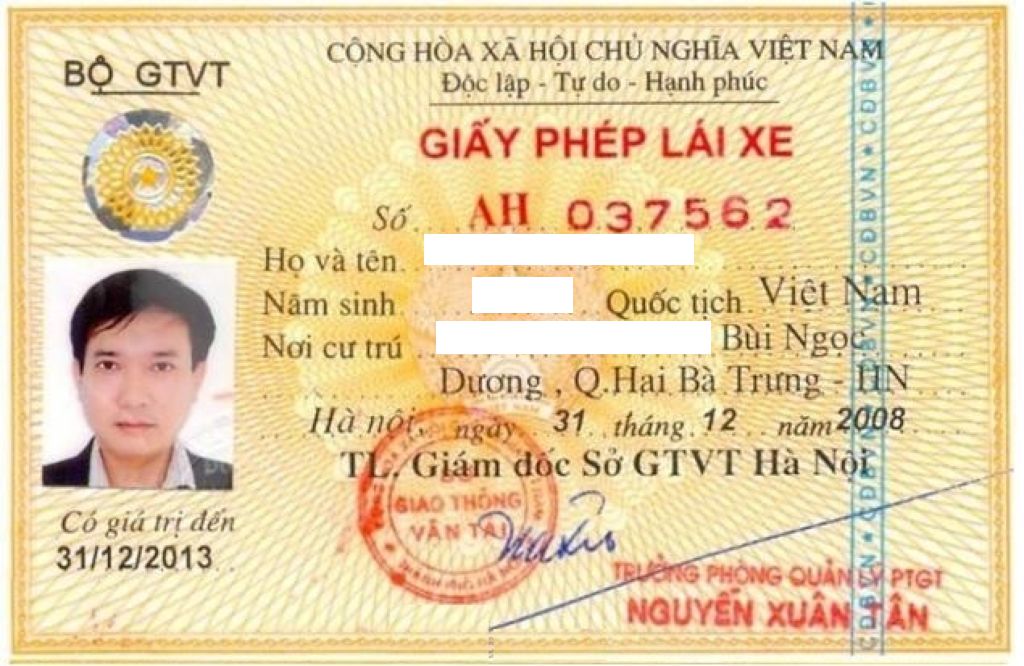 BỘ GTVT
CỘNG HÒA XÃ HỘI CHỦ NGHĨA VIỆT NAM
Độc lập - Tự do - Hạnh phúc
GIẤY PHÉP LÁI XE
Số AH 037562
Họ và tên
Năm sinh Quốc tịch Việt Nam
Nơi cư trú Bùi Ngọc
Dương , Q.Hai Bà Trưng - HN
Hà nội, ngày 31 tháng 12 năm 2008
TL. Giám đốc Sở GTVT Hà Nội
SỞ
GIAO THÔNG
VẬN TẢI
Có giá trị đến
31/12/2013
TRƯỞNG PHÒNG QUẢN LÝ PTGT
NGUYỄN XUÂN TÂN
CĐBVN * CĐBVN * CĐBVN * CĐBVN